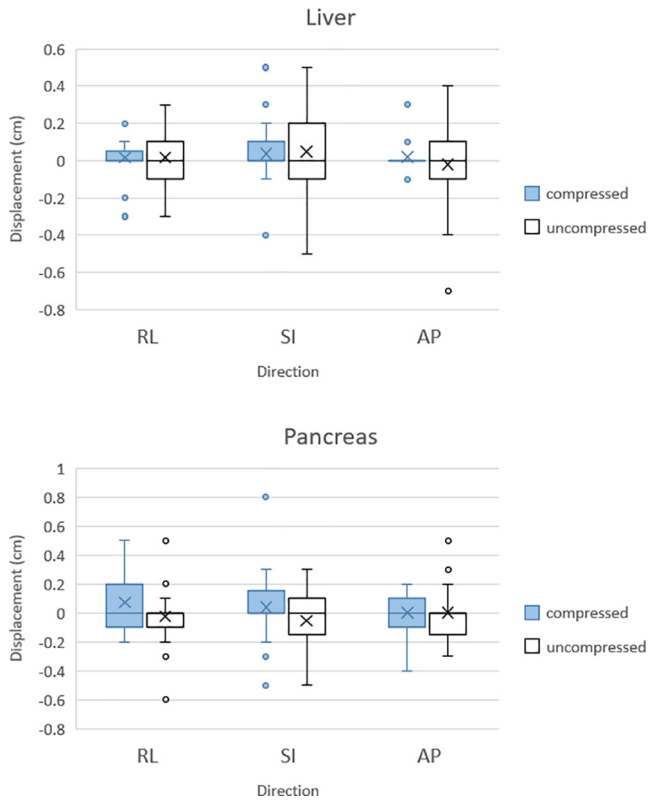 Liver
0.6
0.4
0.2
0
-0.2
-0.4
-0.6
-0.8
Displacement (cm)
RL SI AP
Direction
compressed
uncompressed
Pancreas
1
0.8
0.6
0.4
0.2
0
-0.2
-0.4
-0.6
-0.8
Displacement (cm)
RL SI AP
Direction
compressed
uncompressed